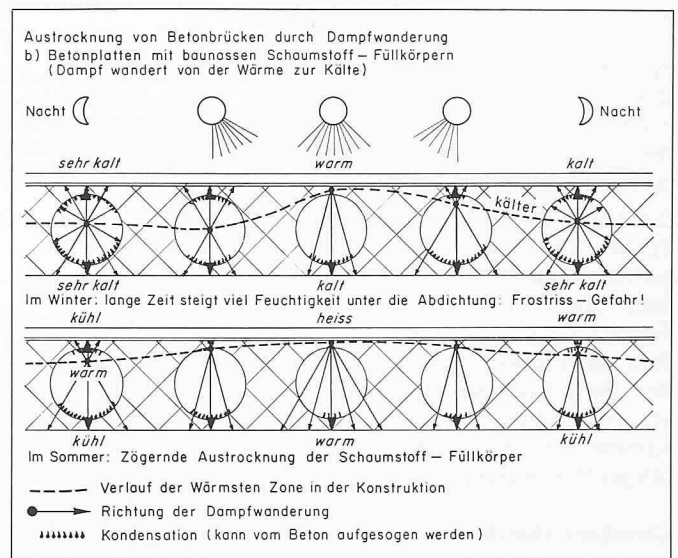 Austrocknung von Betonbrücken durch Dampfwanderung
b) Betonplatten mit baunassen Schaumstoff – Füllkörpern
(Dampf wandert von der Wärme zur Kälte)
Nacht Nacht
sehr kalt warm kalt
kälter
sehr kalt kalt sehr kalt
Im Winter: lange Zeit steigt viel Feuchtigkeit unter die Abdichtung: Frostriss – Gefahr!
kühl heiss warm
warm
kühl warm kühl
Im Sommer: Zögernde Austrocknung der Schaumstoff – Füllkörper
Verlauf der Wärmsten Zone in der Konstruktion
Richtung der Dampfwanderung
Kondensation (kann vom Beton aufgesogen werden)